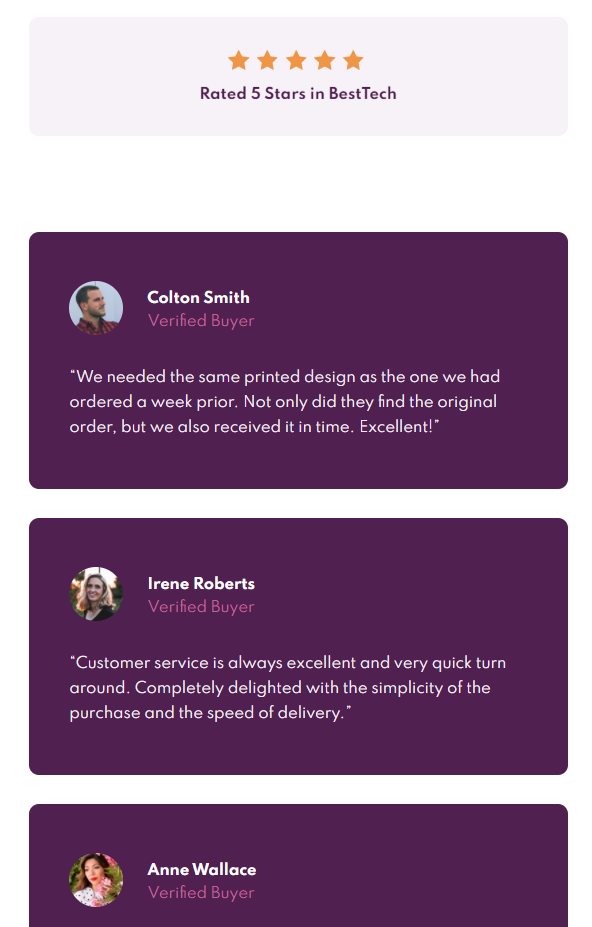 Rated 5 Stars in BestTech
Colton Smith
Verified Buyer
“We needed the same printed design as the one we had
ordered a week prior. Not only did they find the original
order, but we also received it in time. Excellent!”
Irene Roberts
Verified Buyer
“Customer service is always excellent and very quick turn
around. Completely delighted with the simplicity of the
purchase and the speed of delivery.”
Anne Wallace
Verified Buyer